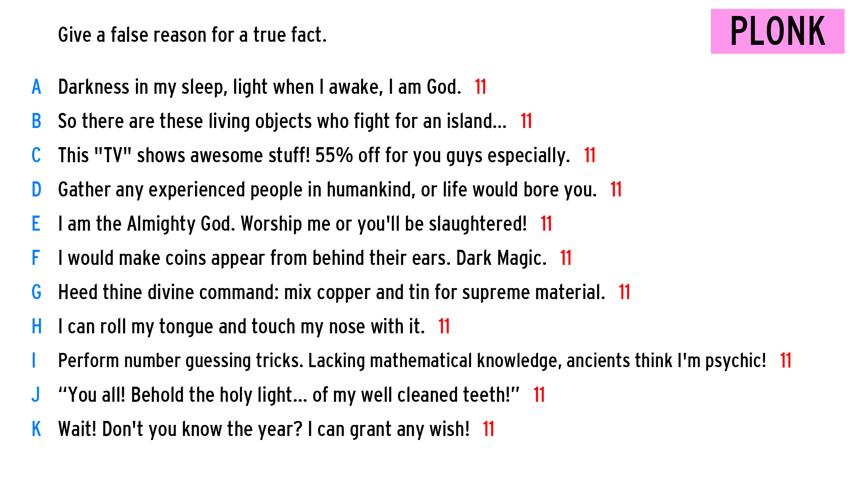 Give a false reason for a true fact.
PLONK
A Darkness in my sleep, light when I awake, I am God. 11
B So there are these living objects who fight for an island... 11
C This "TV" shows awesome stuff! 55% off for you guys especially. 11
D Gather any experienced people in humankind, or life would bore you. 11
E I am the Almighty God. Worship me or you'll be slaughtered! 11
F I would make coins appear from behind their ears. Dark Magic. 11
G Heed thine divine command: mix copper and tin for supreme material. 11
H I can roll my tongue and touch my nose with it. 11
I Perform number guessing tricks. Lacking mathematical knowledge, ancients think I'm psychic! 11
J “You all! Behold the holy light... of my well cleaned teeth!” 11
K Wait! Don't you know the year? I can grant any wish! 11